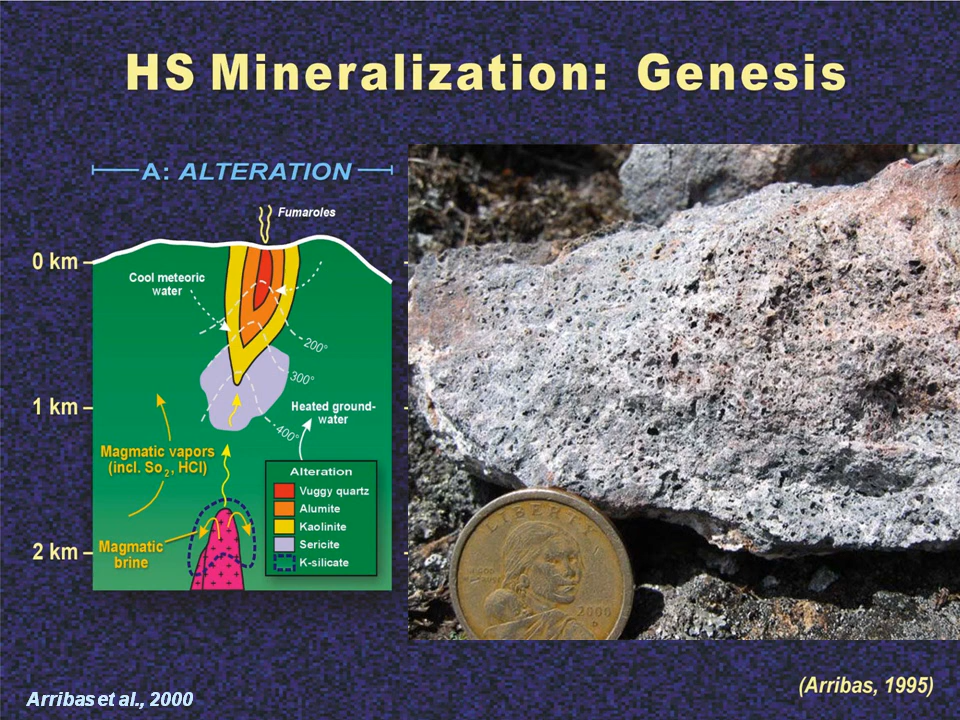 HS Mineralization: Genesis
A: ALTERATION
Fumaroles
0 km
Cool meteoric
water
200°
300°
1 km
Heated ground-
water
400°
Magmatic vapors
(incl. So2, HCl)
Alteration
Vuggy quartz
Alumite
Kaolinite
Sericite
K-silicate
2 km
Magmatic
brine
LIBERTY
2000
D
Arribas et al., 2000
(Arribas, 1995)